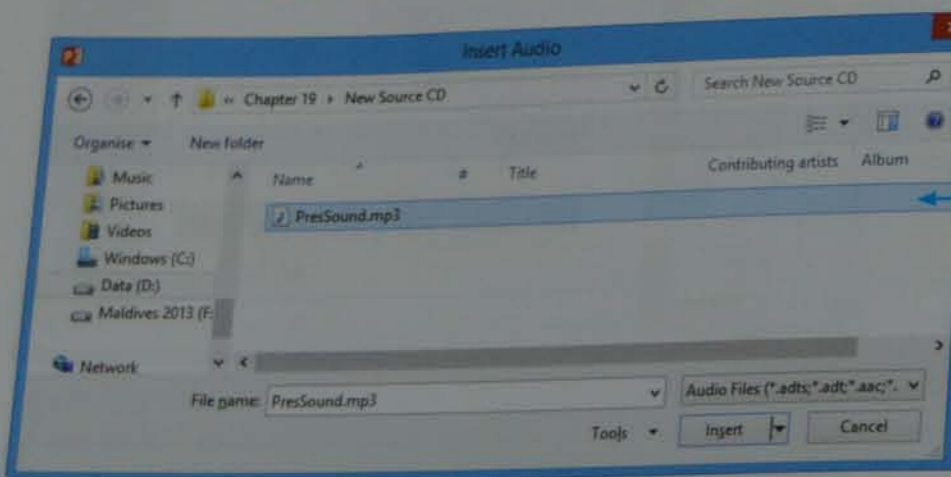 Insert Audio
« Chapter 19 ▸ New Source CD
Search New Source CD
Organise ▾ New folder
Name # Title Contributing artists Album
Music
Pictures
Videos
Windows (C:)
Data (D:)
Maldives 2013 (F:
Network
PresSound.mp3
File name: PresSound.mp3
Audio Files (*.adts;*.adt;*.aac;*.
Tools ▾ Insert Cancel